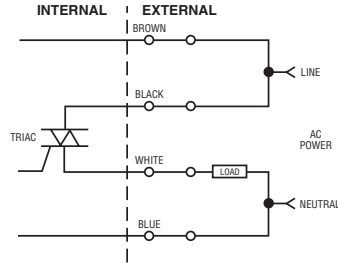 INTERNAL EXTERNAL
BROWN
LINE
BLACK
TRIAC
AC
POWER
WHITE
LOAD
NEUTRAL
BLUE